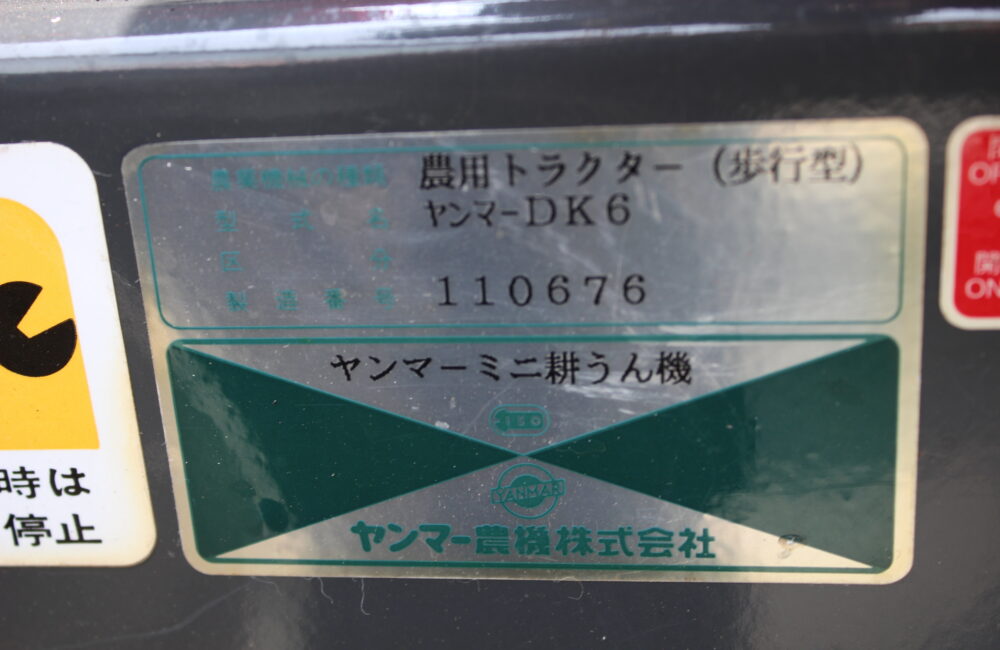 農業機械の種類 農用トラクター (歩行型)
型式名 ヤンマーDK6
区分
製造番号 110676
ヤンマーミニ耕うん機
ISO
YANMAR
ヤンマー農機株式会社
時は
停止
ON